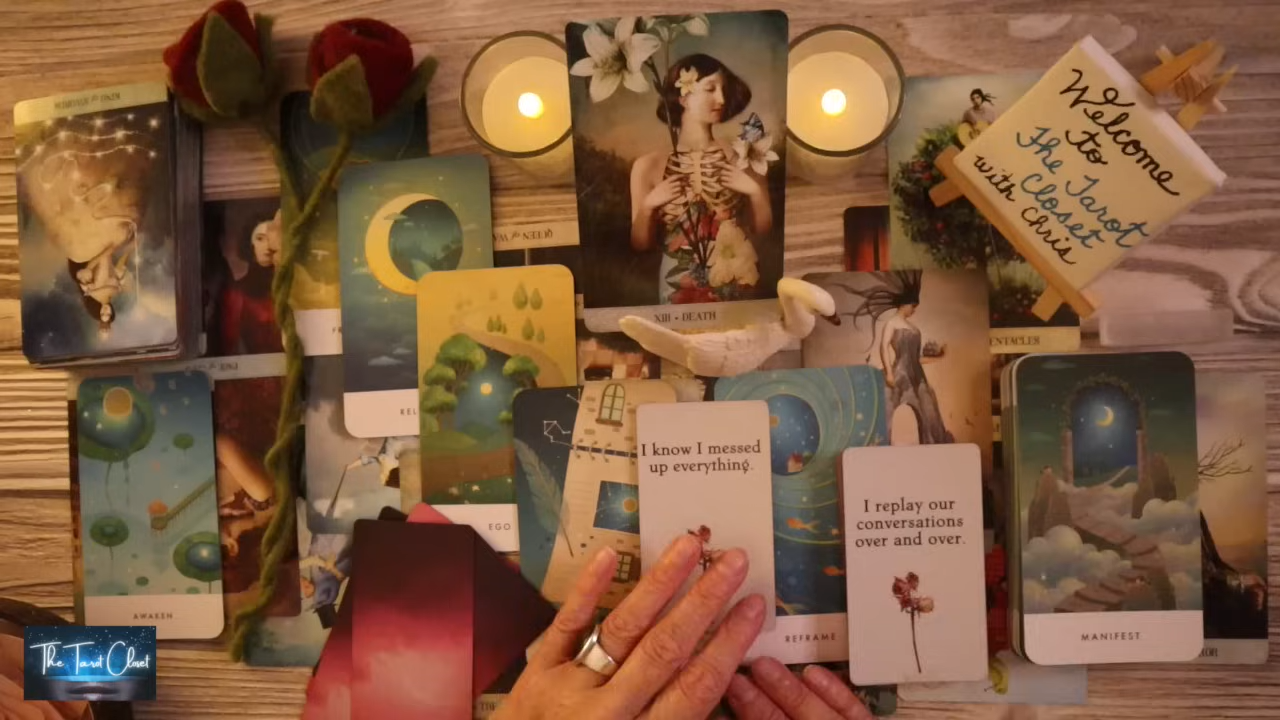 Welcome
to
The Tarot
Closet
with Chris
XIII • DEATH
I know I messed
up everything.
I replay our
conversations
over and over.
EGO
AWAKEN
REFRAME
MANIFEST
The Tarot Closet